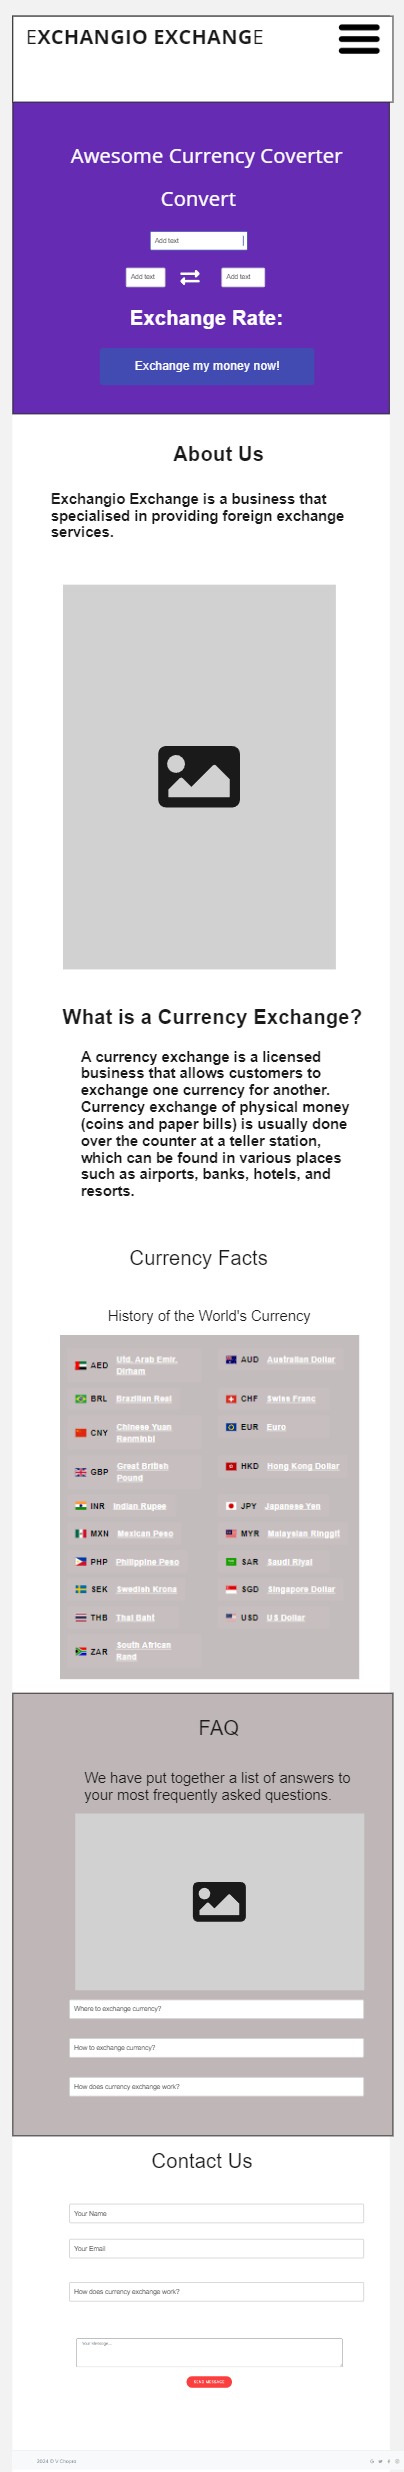 EXCHANGIO EXCHANGE
Awesome Currency Coverter
Convert
Add text
Add text
Add text
Exchange Rate:
Exchange my money now!
About Us
Exchangio Exchange is a business that
specialised in providing foreign exchange
services.
What is a Currency Exchange?
A currency exchange is a licensed
business that allows customers to
exchange one currency for another.
Currency exchange of physical money
(coins and paper bills) is usually done
over the counter at a teller station,
which can be found in various places
such as airports, banks, hotels, and
resorts.
Currency Facts
History of the World's Currency
AED Utd. Arab Emir. Dirham
AUD Australian Dollar
BRL Brazilian Real
CHF Swiss Franc
CNY Chinese Yuan Renminbi
EUR Euro
GBP Great British Pound
HKD Hong Kong Dollar
INR Indian Rupee
JPY Japanese Yen
MXN Mexican Peso
MYR Malaysian Ringgit
PHP Philippine Peso
SAR Saudi Riyal
SEK Swedish Krona
SGD Singapore Dollar
THB Thai Baht
USD US Dollar
ZAR South African Rand
FAQ
We have put together a list of answers to
your most frequently asked questions.
Where to exchange currency?
How to exchange currency?
How does currency exchange work?
Contact Us
Your Name
Your Email
How does currency exchange work?
Your Message...
SEND MESSAGE
2024 © V Chopra